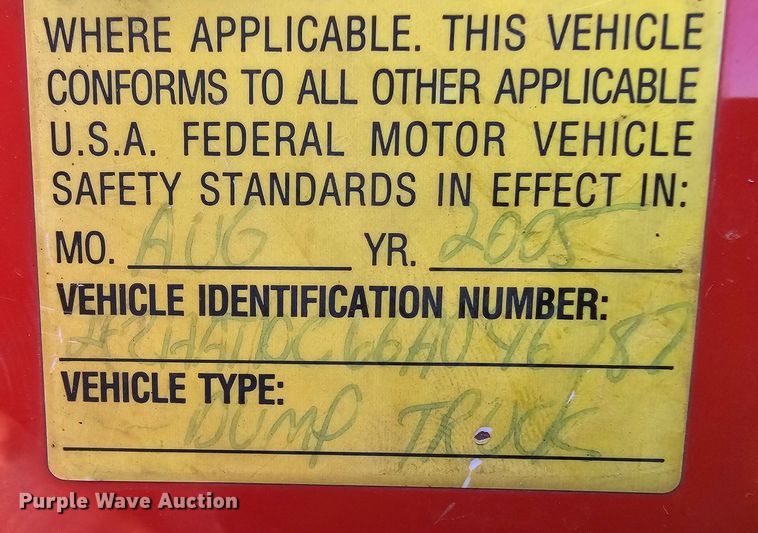 WHERE APPLICABLE. THIS VEHICLE
CONFORMS TO ALL OTHER APPLICABLE
U.S.A. FEDERAL MOTOR VEHICLE
SAFETY STANDARDS IN EFFECT IN:
MO. AUG YR. 2005
VEHICLE IDENTIFICATION NUMBER:
VEHICLE TYPE:
DUMP TRUCK
Purple Wave Auction